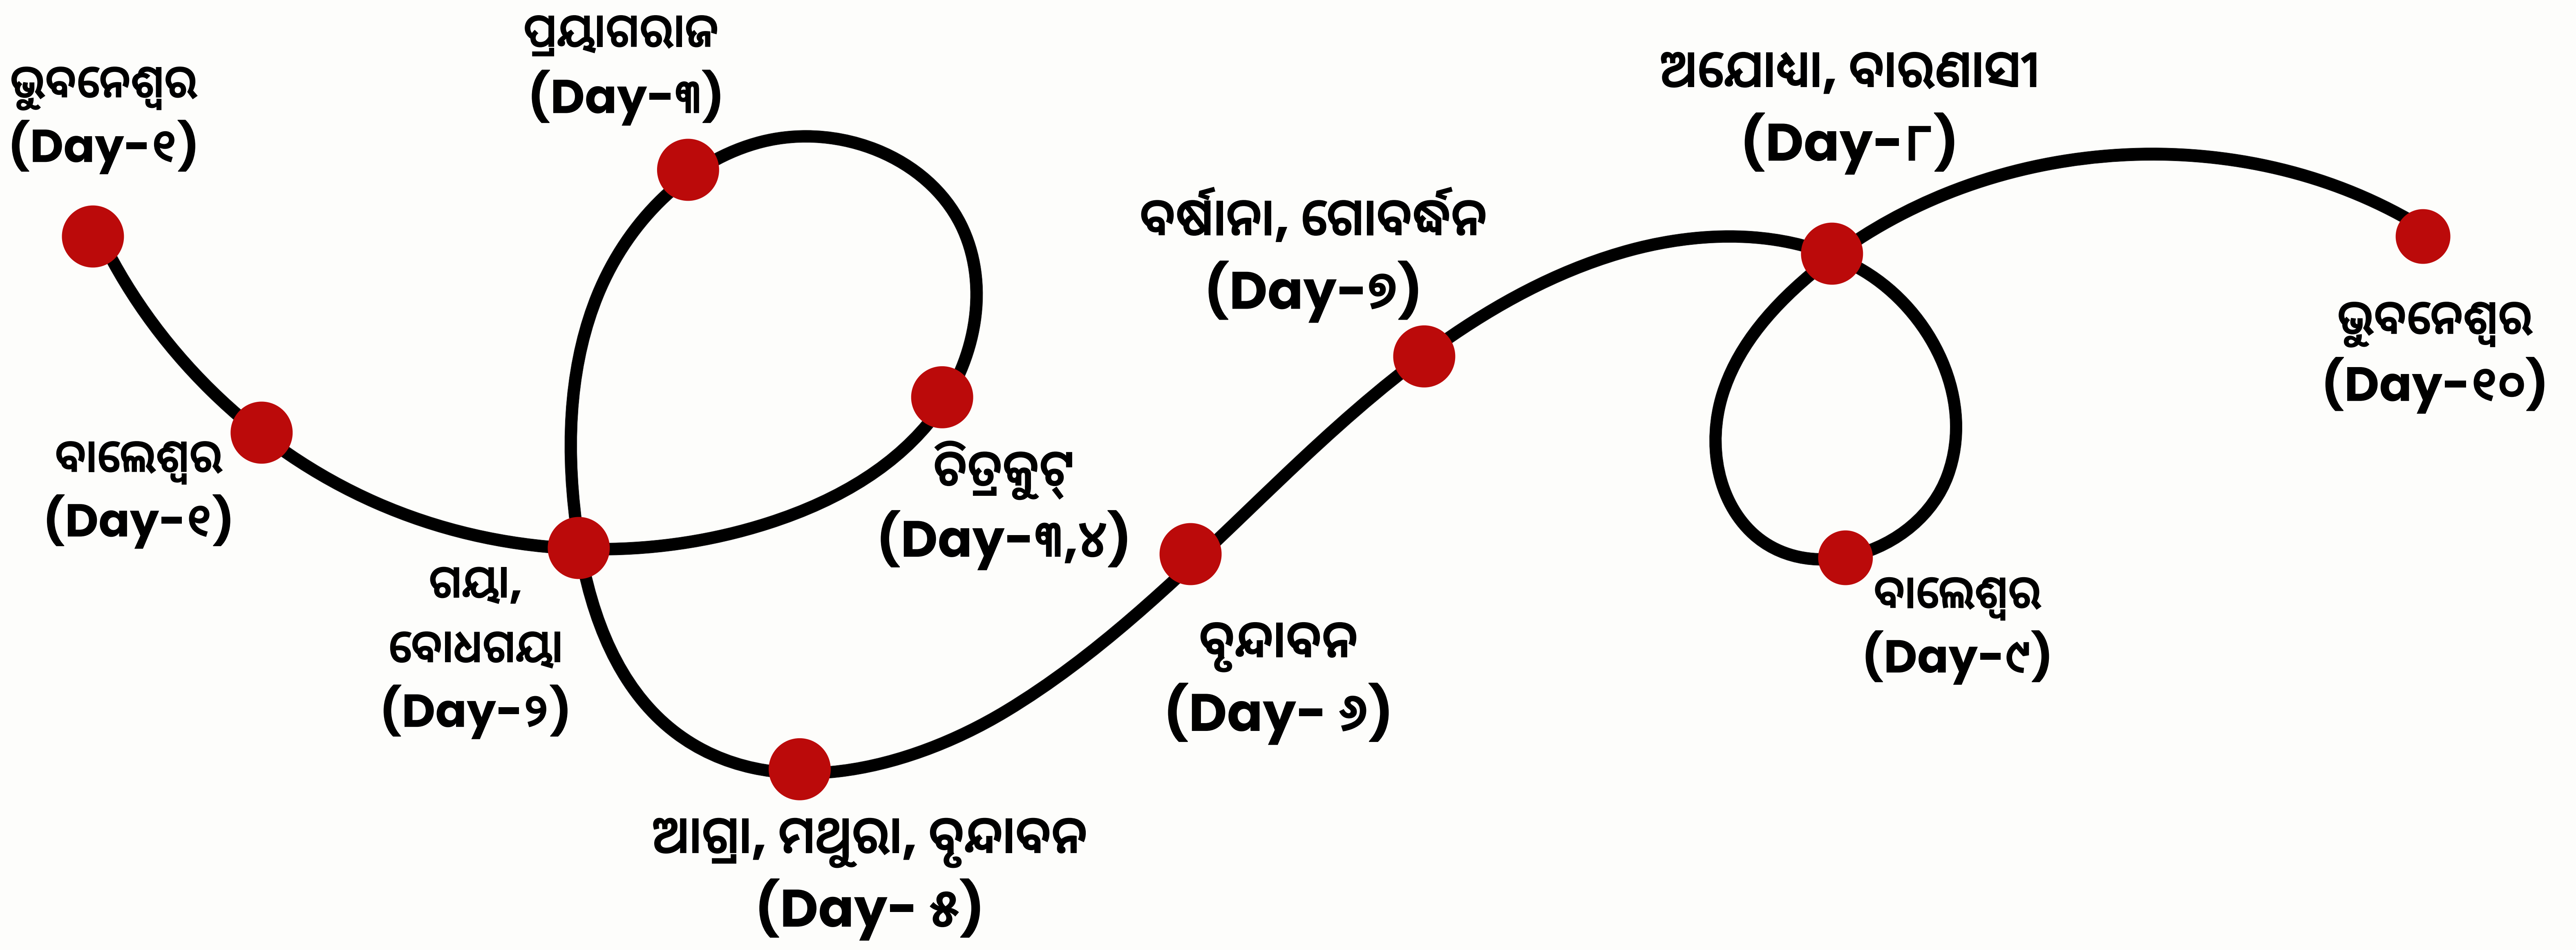 ଭୁବନେଶ୍ୱର
(Day-୧)
ବାଲେଶ୍ୱର
(Day-୧)
ଗୟା,
ବୋଧଗୟା
(Day-୨)
ପ୍ରୟାଗରାଜ
(Day-୩)
ଚିତ୍ରକୁଟ୍
(Day-୩,୪)
ଆଗ୍ରା, ମଥୁରା, ବୃନ୍ଦାବନ
(Day- ୫)
ବୃନ୍ଦାବନ
(Day- ୬)
ବର୍ଷାନା, ଗୋବର୍ଦ୍ଧନ
(Day-୭)
ଅଯୋଧ୍ୟା, ବାରଣାସୀ
(Day-୮)
ବାଲେଶ୍ୱର
(Day-୯)
ଭୁବନେଶ୍ୱର
(Day-୧୦)